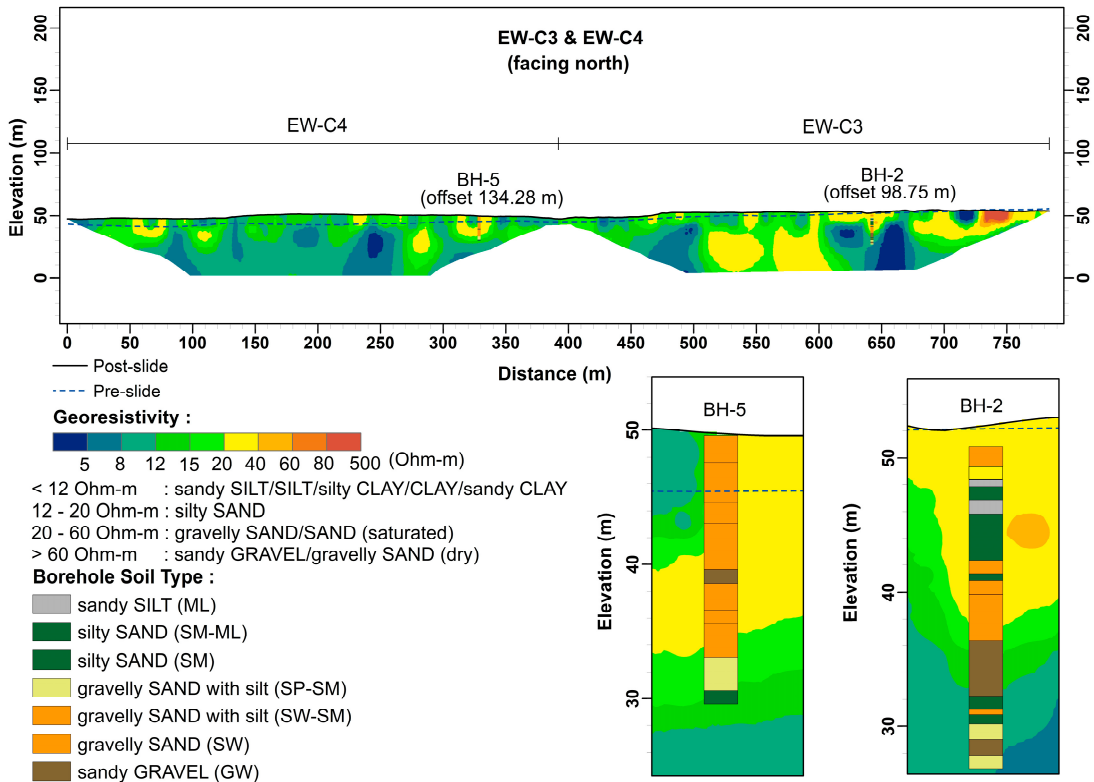 EW-C3 & EW-C4
(facing north)
200
150
100
50
0
Elevation (m)
200
150
100
50
0
EW-C4
EW-C3
BH-5
(offset 134.28 m)
BH-2
(offset 98.75 m)
0 50 100 150 200 250 300 350 400 450 500 550 600 650 700 750
Distance (m)
Post-slide
Pre-slide
Georesistivity :
5 8 12 15 20 40 60 80 500 (Ohm-m)
< 12 Ohm-m : sandy SILT/SILT/silty CLAY/CLAY/sandy CLAY
12 - 20 Ohm-m : silty SAND
20 - 60 Ohm-m : gravelly SAND/SAND (saturated)
> 60 Ohm-m : sandy GRAVEL/gravelly SAND (dry)
Borehole Soil Type :
sandy SILT (ML)
silty SAND (SM-ML)
silty SAND (SM)
gravelly SAND with silt (SP-SM)
gravelly SAND with silt (SW-SM)
gravelly SAND (SW)
sandy GRAVEL (GW)
BH-5
50
40
30
Elevation (m)
BH-2
50
40
30
Elevation (m)